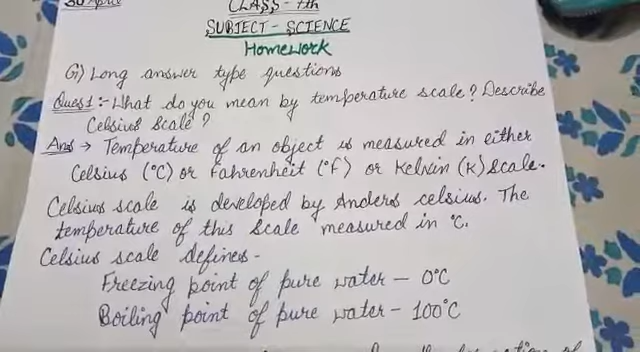 30 April
CLASS - 7th
SUBJECT - SCIENCE
Homework
G) Long answer type questions
Ques1:- What do you mean by temperature scale? Describe
Celsius Scale?
Ans → Temperature of an object is measured in either
Celsius (°C) or Fahrenheit (°F) or Kelvin (K) Scale.
Celsius scale is developed by Anders celsius. The
temperature of this scale measured in °C.
Celsius scale defines -
Freezing point of pure water - 0°C
Boiling point of pure water - 100°C
of